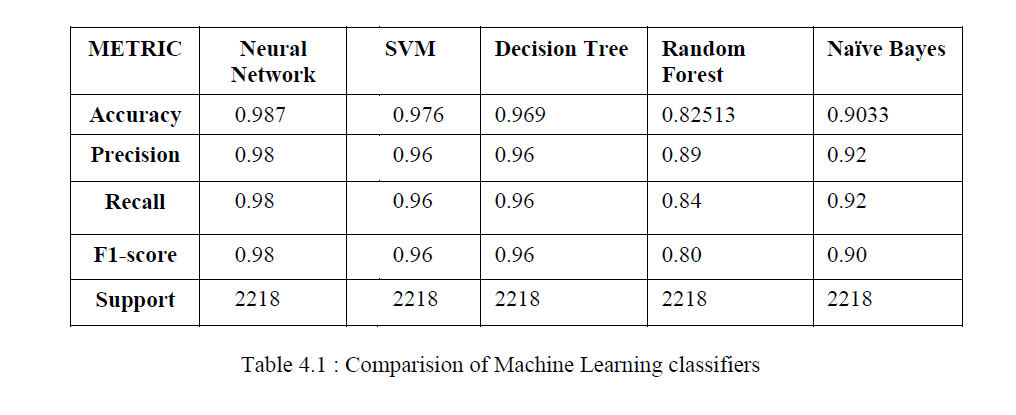 METRIC Neural Network SVM Decision Tree Random Forest Naïve Bayes
Accuracy 0.987 0.976 0.969 0.82513 0.9033
Precision 0.98 0.96 0.96 0.89 0.92
Recall 0.98 0.96 0.96 0.84 0.92
F1-score 0.98 0.96 0.96 0.80 0.90
Support 2218 2218 2218 2218 2218
Table 4.1 : Comparision of Machine Learning classifiers